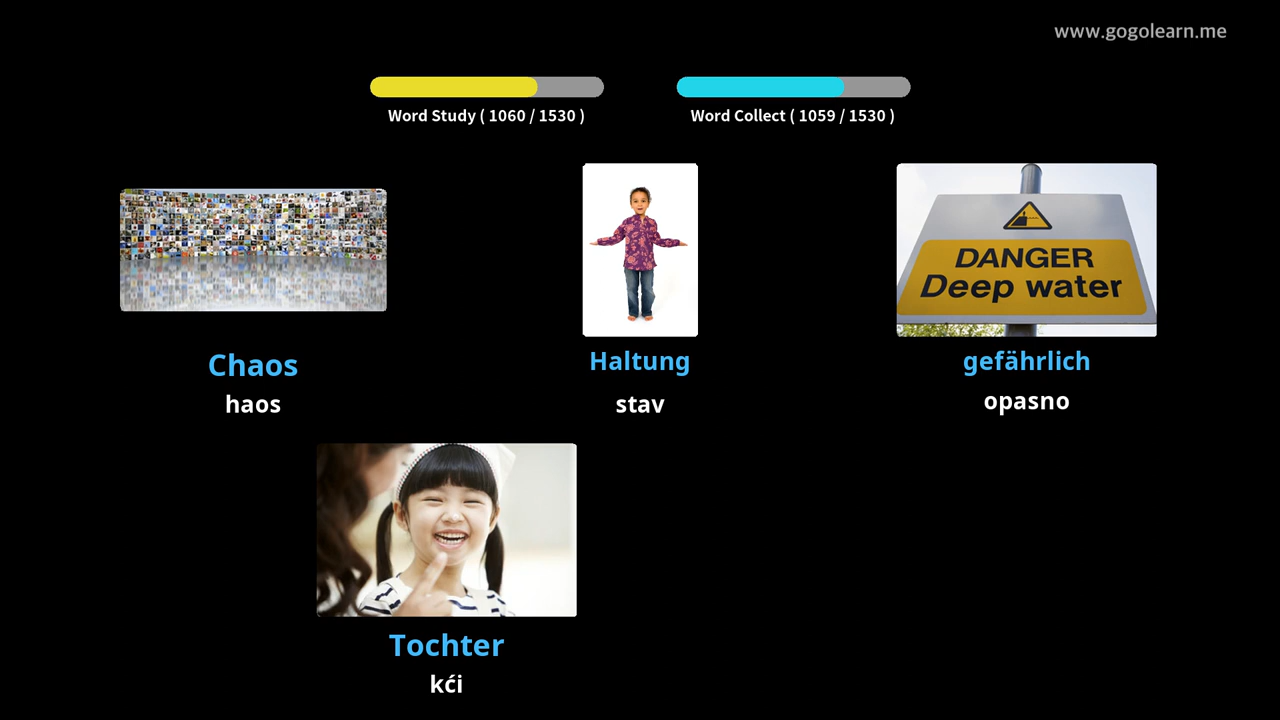 www.gogolearn.me
Word Study ( 1060 / 1530 )
Word Collect ( 1059 / 1530 )
DANGER
Deep water
Chaos
Haltung
gefährlich
haos
stav
opasno
Tochter
kći